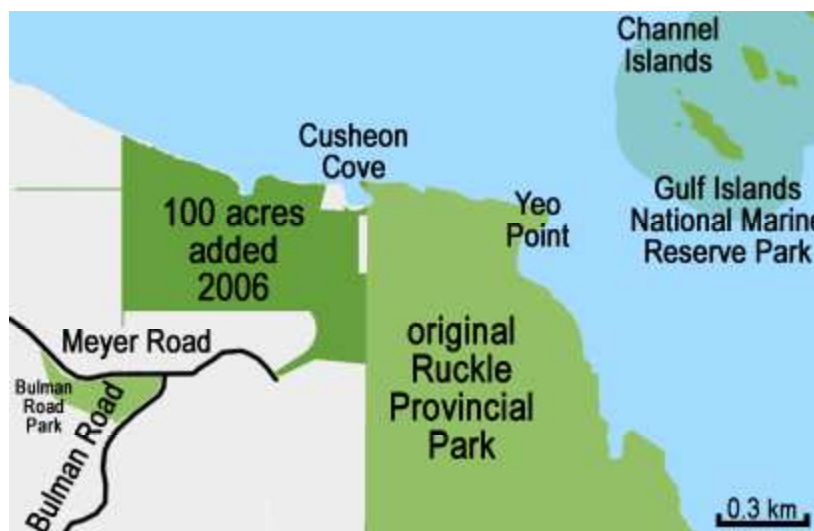 Channel
Islands
Cusheon
Cove
Gulf Islands
National Marine
Reserve Park
Yeo
Point
100 acres
added
2006
Meyer Road
original
Ruckle
Provincial
Park
Bulman
Road
Park
Bulman Road
0.3 km